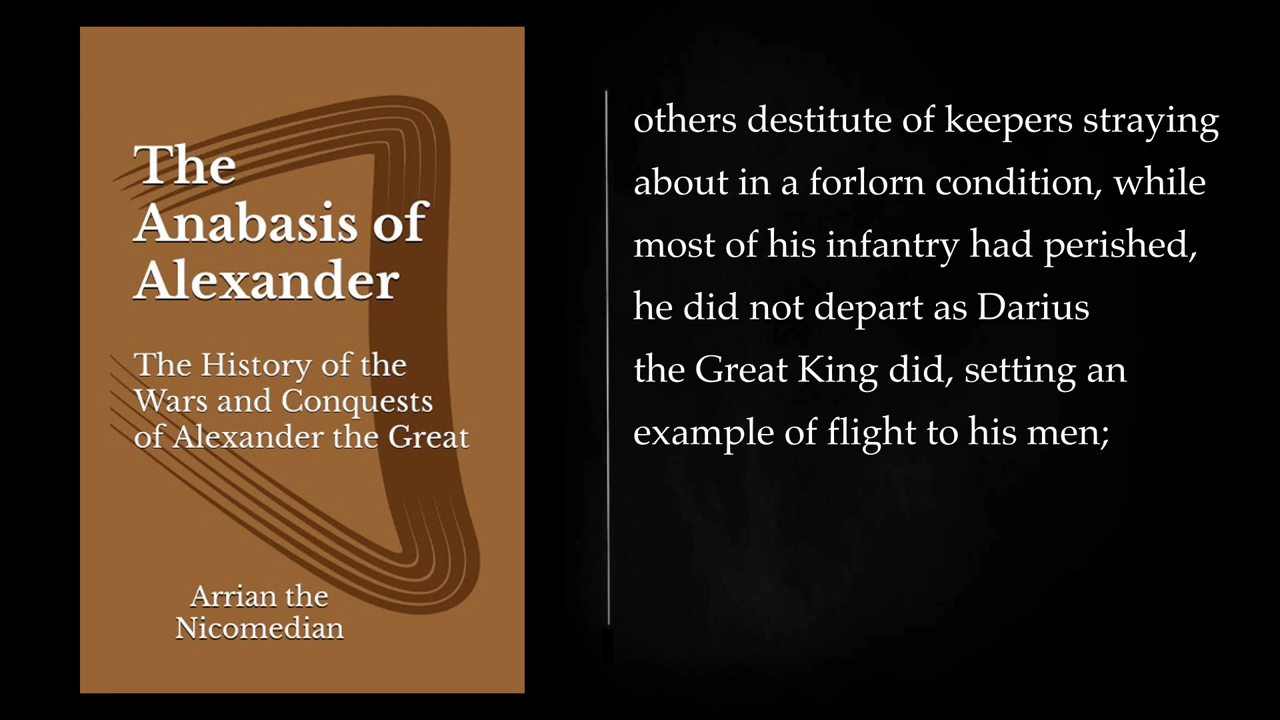 The
Anabasis of
Alexander
The History of the
Wars and Conquests
of Alexander the Great
Arrian the
Nicomedian
others destitute of keepers straying
about in a forlorn condition, while
most of his infantry had perished,
he did not depart as Darius
the Great King did, setting an
example of flight to his men;